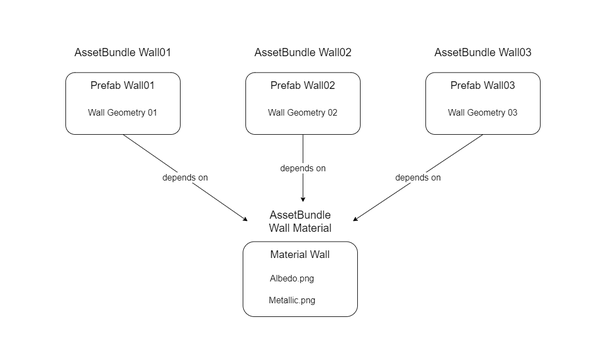 AssetBundle Wall01
AssetBundle Wall02
AssetBundle Wall03
Prefab Wall01
Wall Geometry 01
Prefab Wall02
Wall Geometry 02
Prefab Wall03
Wall Geometry 03
depends on
depends on
depends on
AssetBundle
Wall Material
Material Wall
Albedo.png
Metallic.png